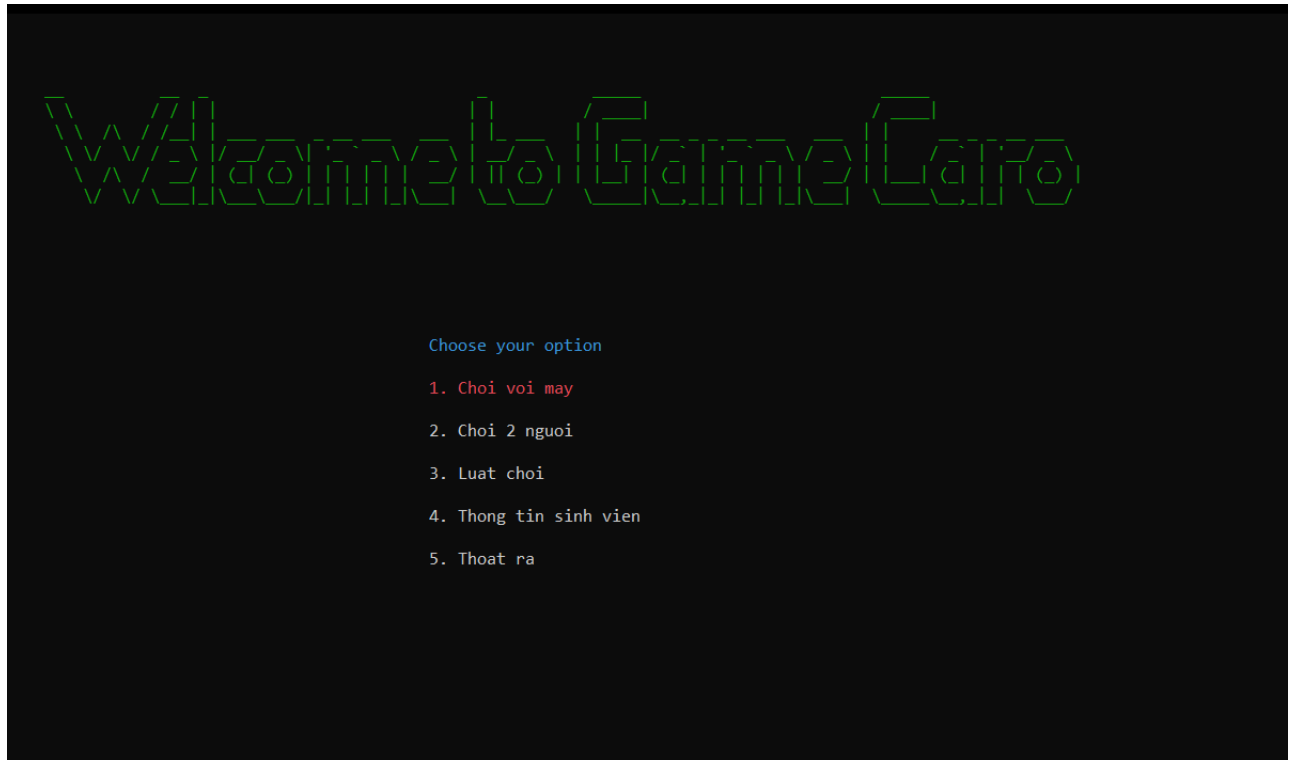 Welcome to Game Caro
Choose your option
1. Choi voi may
2. Choi 2 nguoi
3. Luat choi
4. Thong tin sinh vien
5. Thoat ra